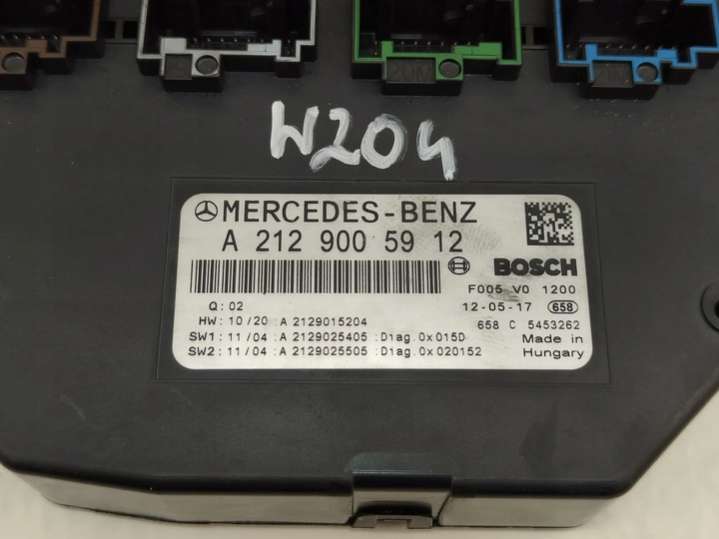 W204
MERCEDES-BENZ
A 212 900 59 12
BOSCH
F005 V0 1200
Q: 02
12-05-17 658
HW: 10/20 :A 2129015204
658 C 5453262
SW1: 11/04 :A 2129025405 :Diag.0x015D
Made in
SW2: 11/04 :A 2129025505 :Diag.0x020152
Hungary